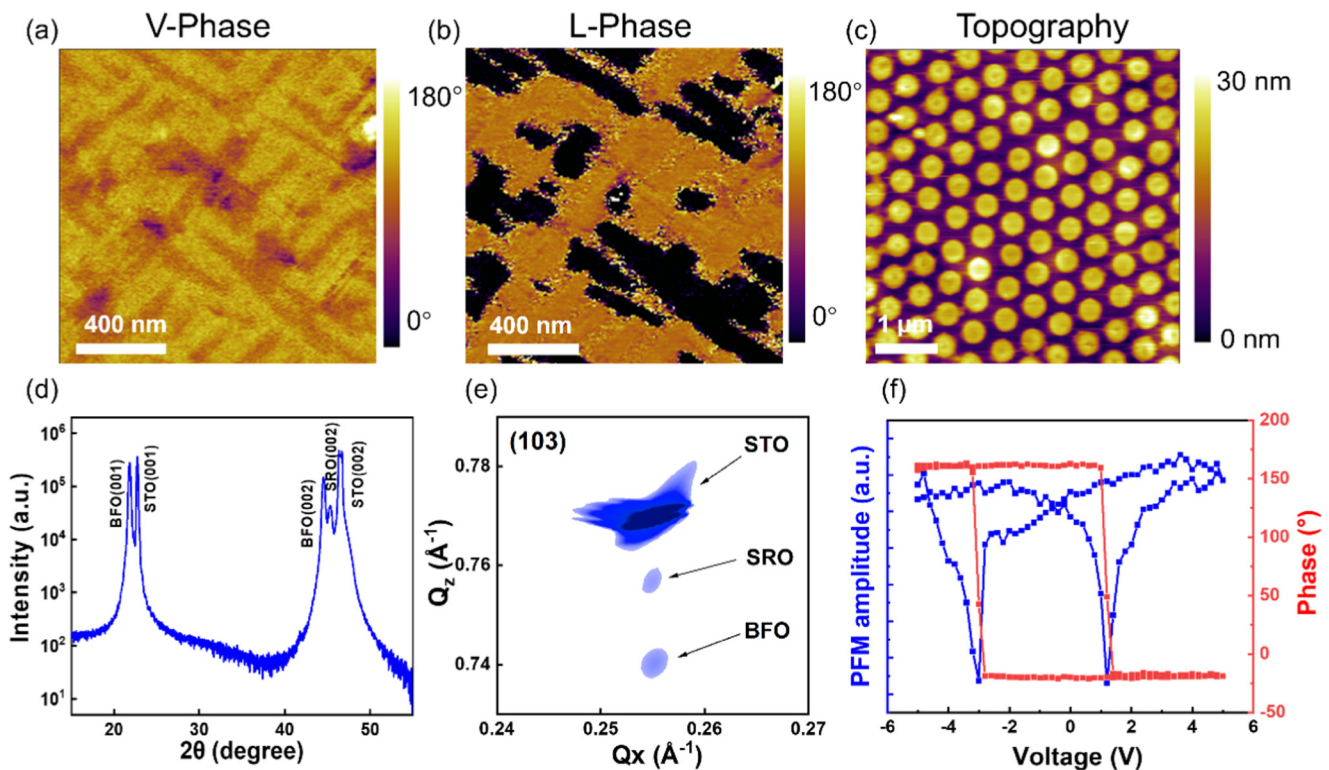 (a) V-Phase
180°
0°
400 nm
(b) L-Phase
180°
0°
400 nm
(c) Topography
30 nm
0 nm
1 μm
(d)
Intensity (a.u.)
10⁶
10⁵
10⁴
10³
10²
10¹
BFO(001)
STO(001)
BFO(002)
SRO(002)
STO(002)
20 30 40 50
2θ (degree)
(e)
(103)
Q_z (Å⁻¹)
0.78
0.76
0.74
STO
SRO
BFO
0.24 0.25 0.26 0.27
Qx (Å⁻¹)
(f)
PFM amplitude (a.u.)
200
150
100
50
0
-50
Phase (°)
-6 -4 -2 0 2 4 6
Voltage (V)